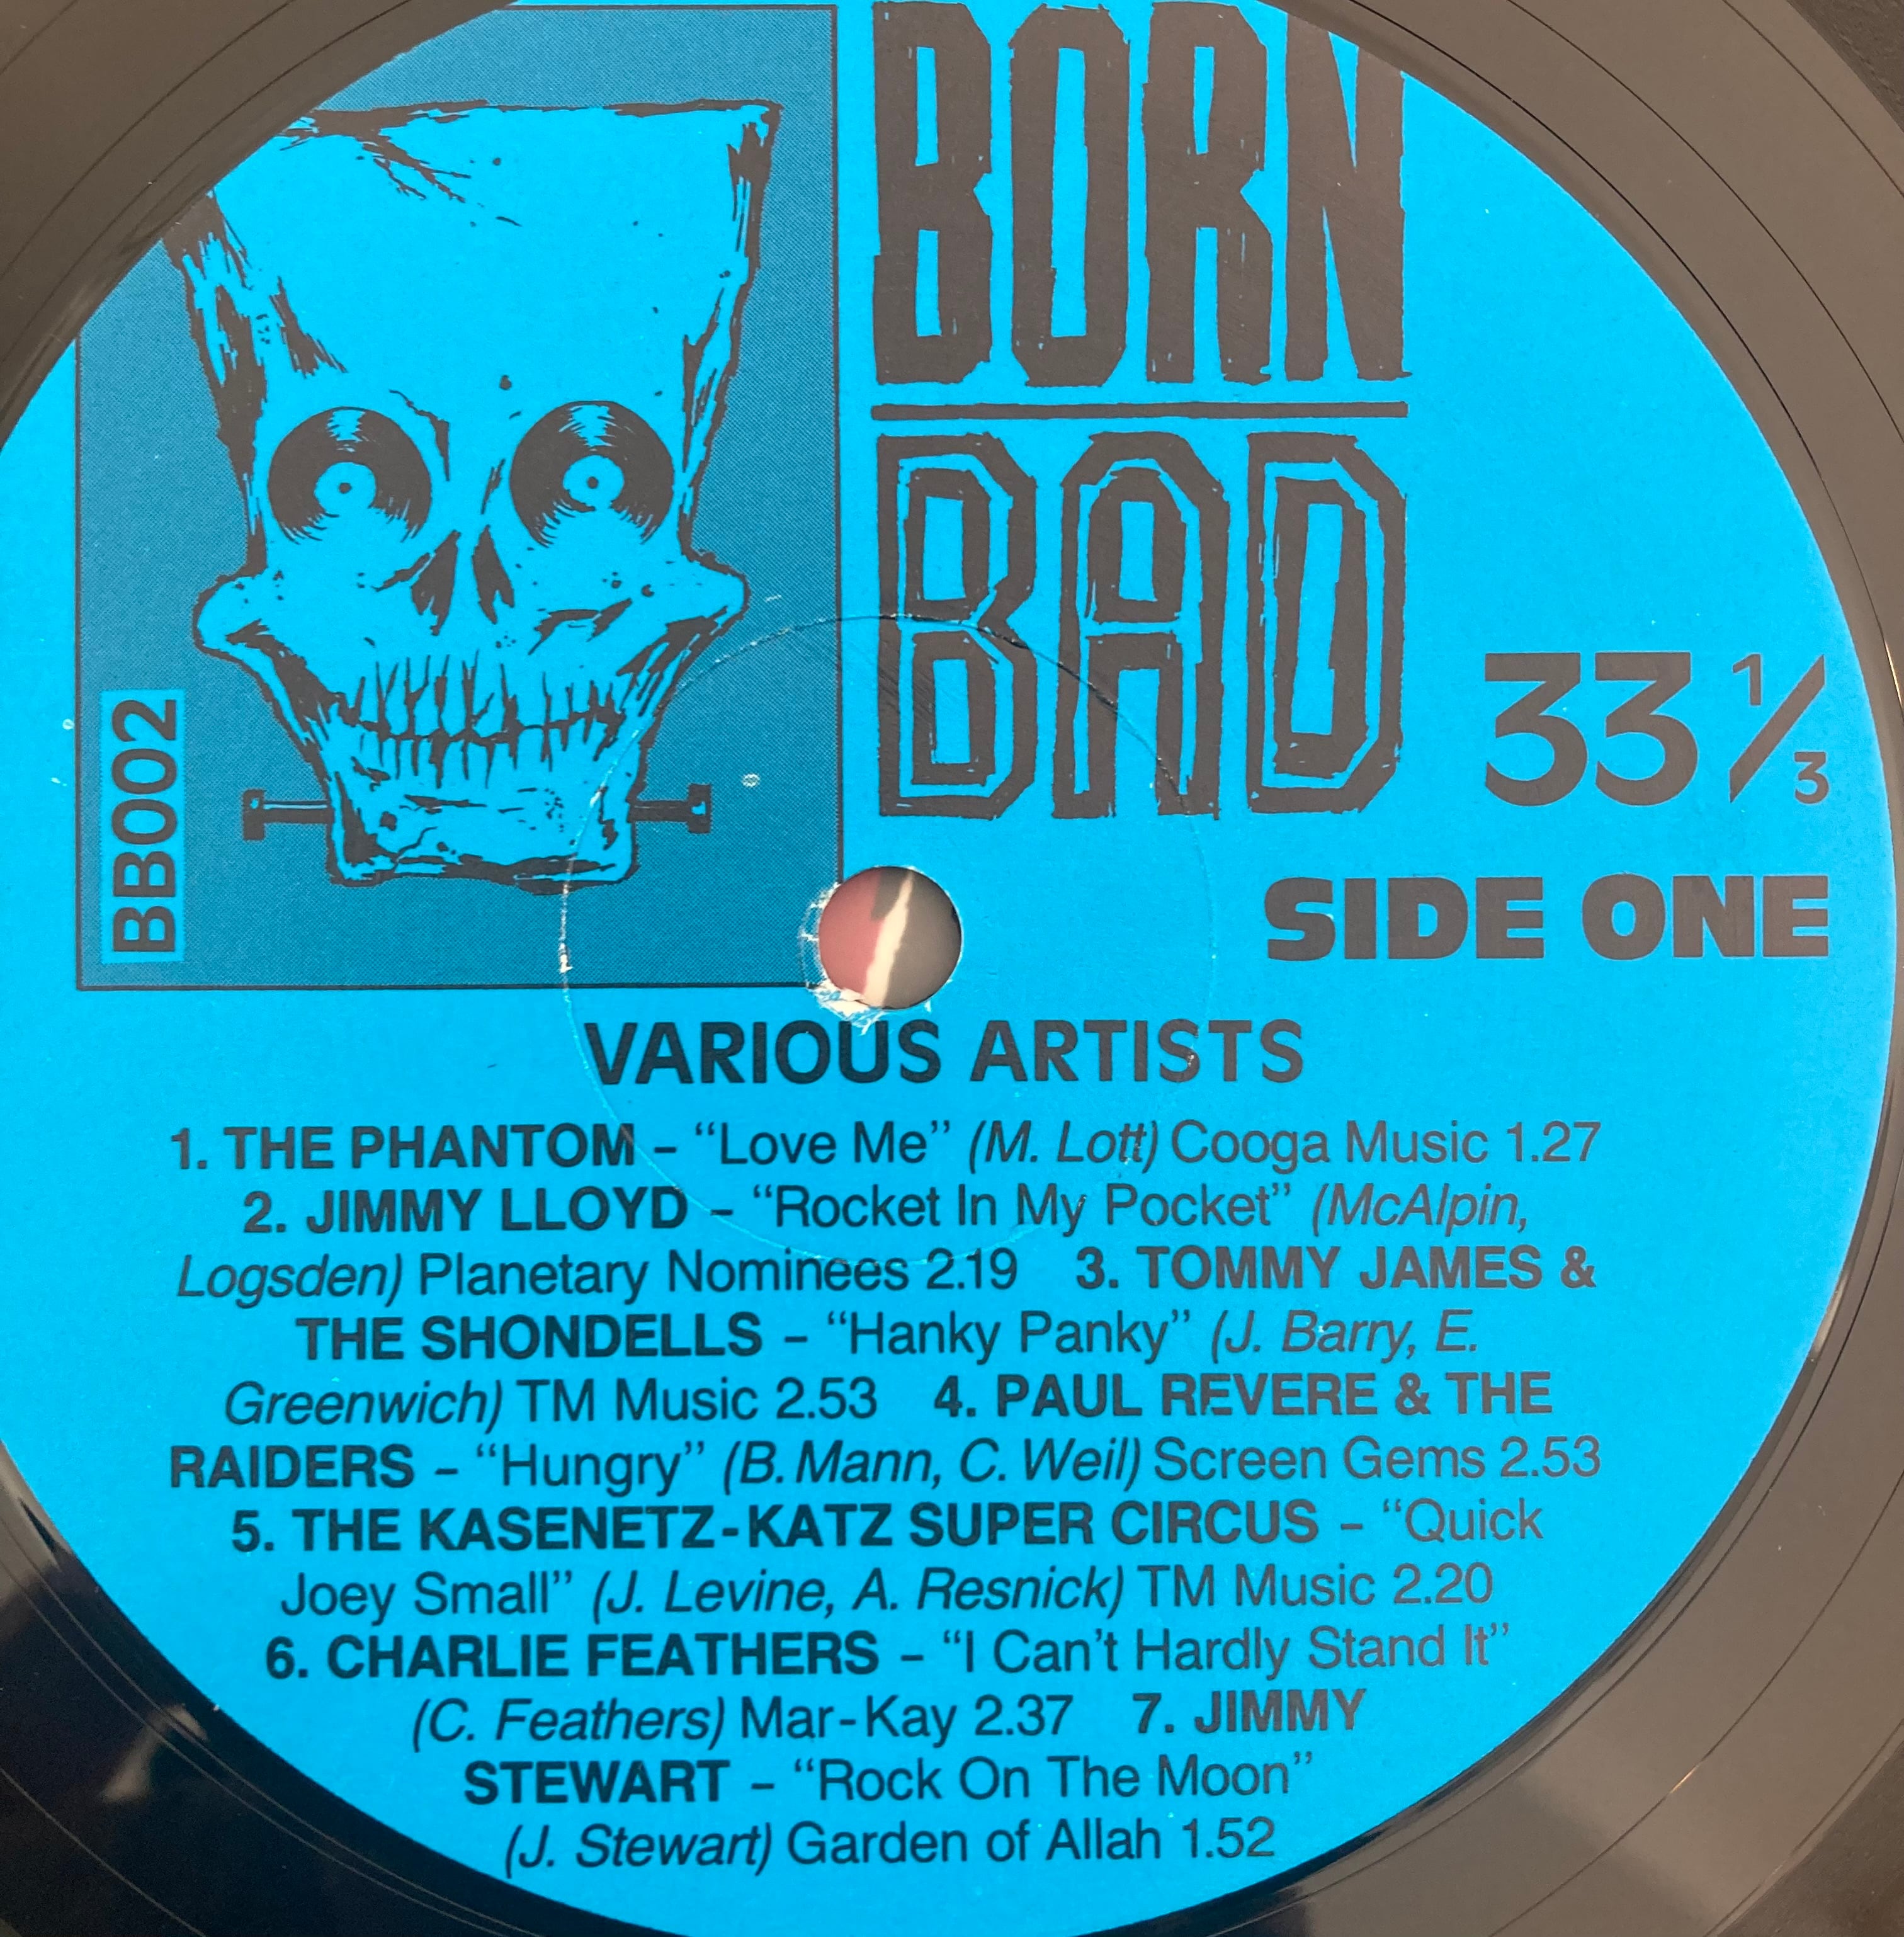 BORN
BAD
BB002
33 1/3
SIDE ONE
VARIOUS ARTISTS
1. THE PHANTOM – “Love Me” (M. Lott) Cooga Music 1.27
2. JIMMY LLOYD – “Rocket In My Pocket” (McAlpin,
Logsden) Planetary Nominees 2.19 3. TOMMY JAMES &
THE SHONDELLS – “Hanky Panky” (J. Barry, E.
Greenwich) TM Music 2.53 4. PAUL REVERE & THE
RAIDERS – “Hungry” (B. Mann, C. Weil) Screen Gems 2.53
5. THE KASENETZ-KATZ SUPER CIRCUS – “Quick
Joey Small” (J. Levine, A. Resnick) TM Music 2.20
6. CHARLIE FEATHERS – “I Can’t Hardly Stand It”
(C. Feathers) Mar-Kay 2.37 7. JIMMY
STEWART – “Rock On The Moon”
(J. Stewart) Garden of Allah 1.52